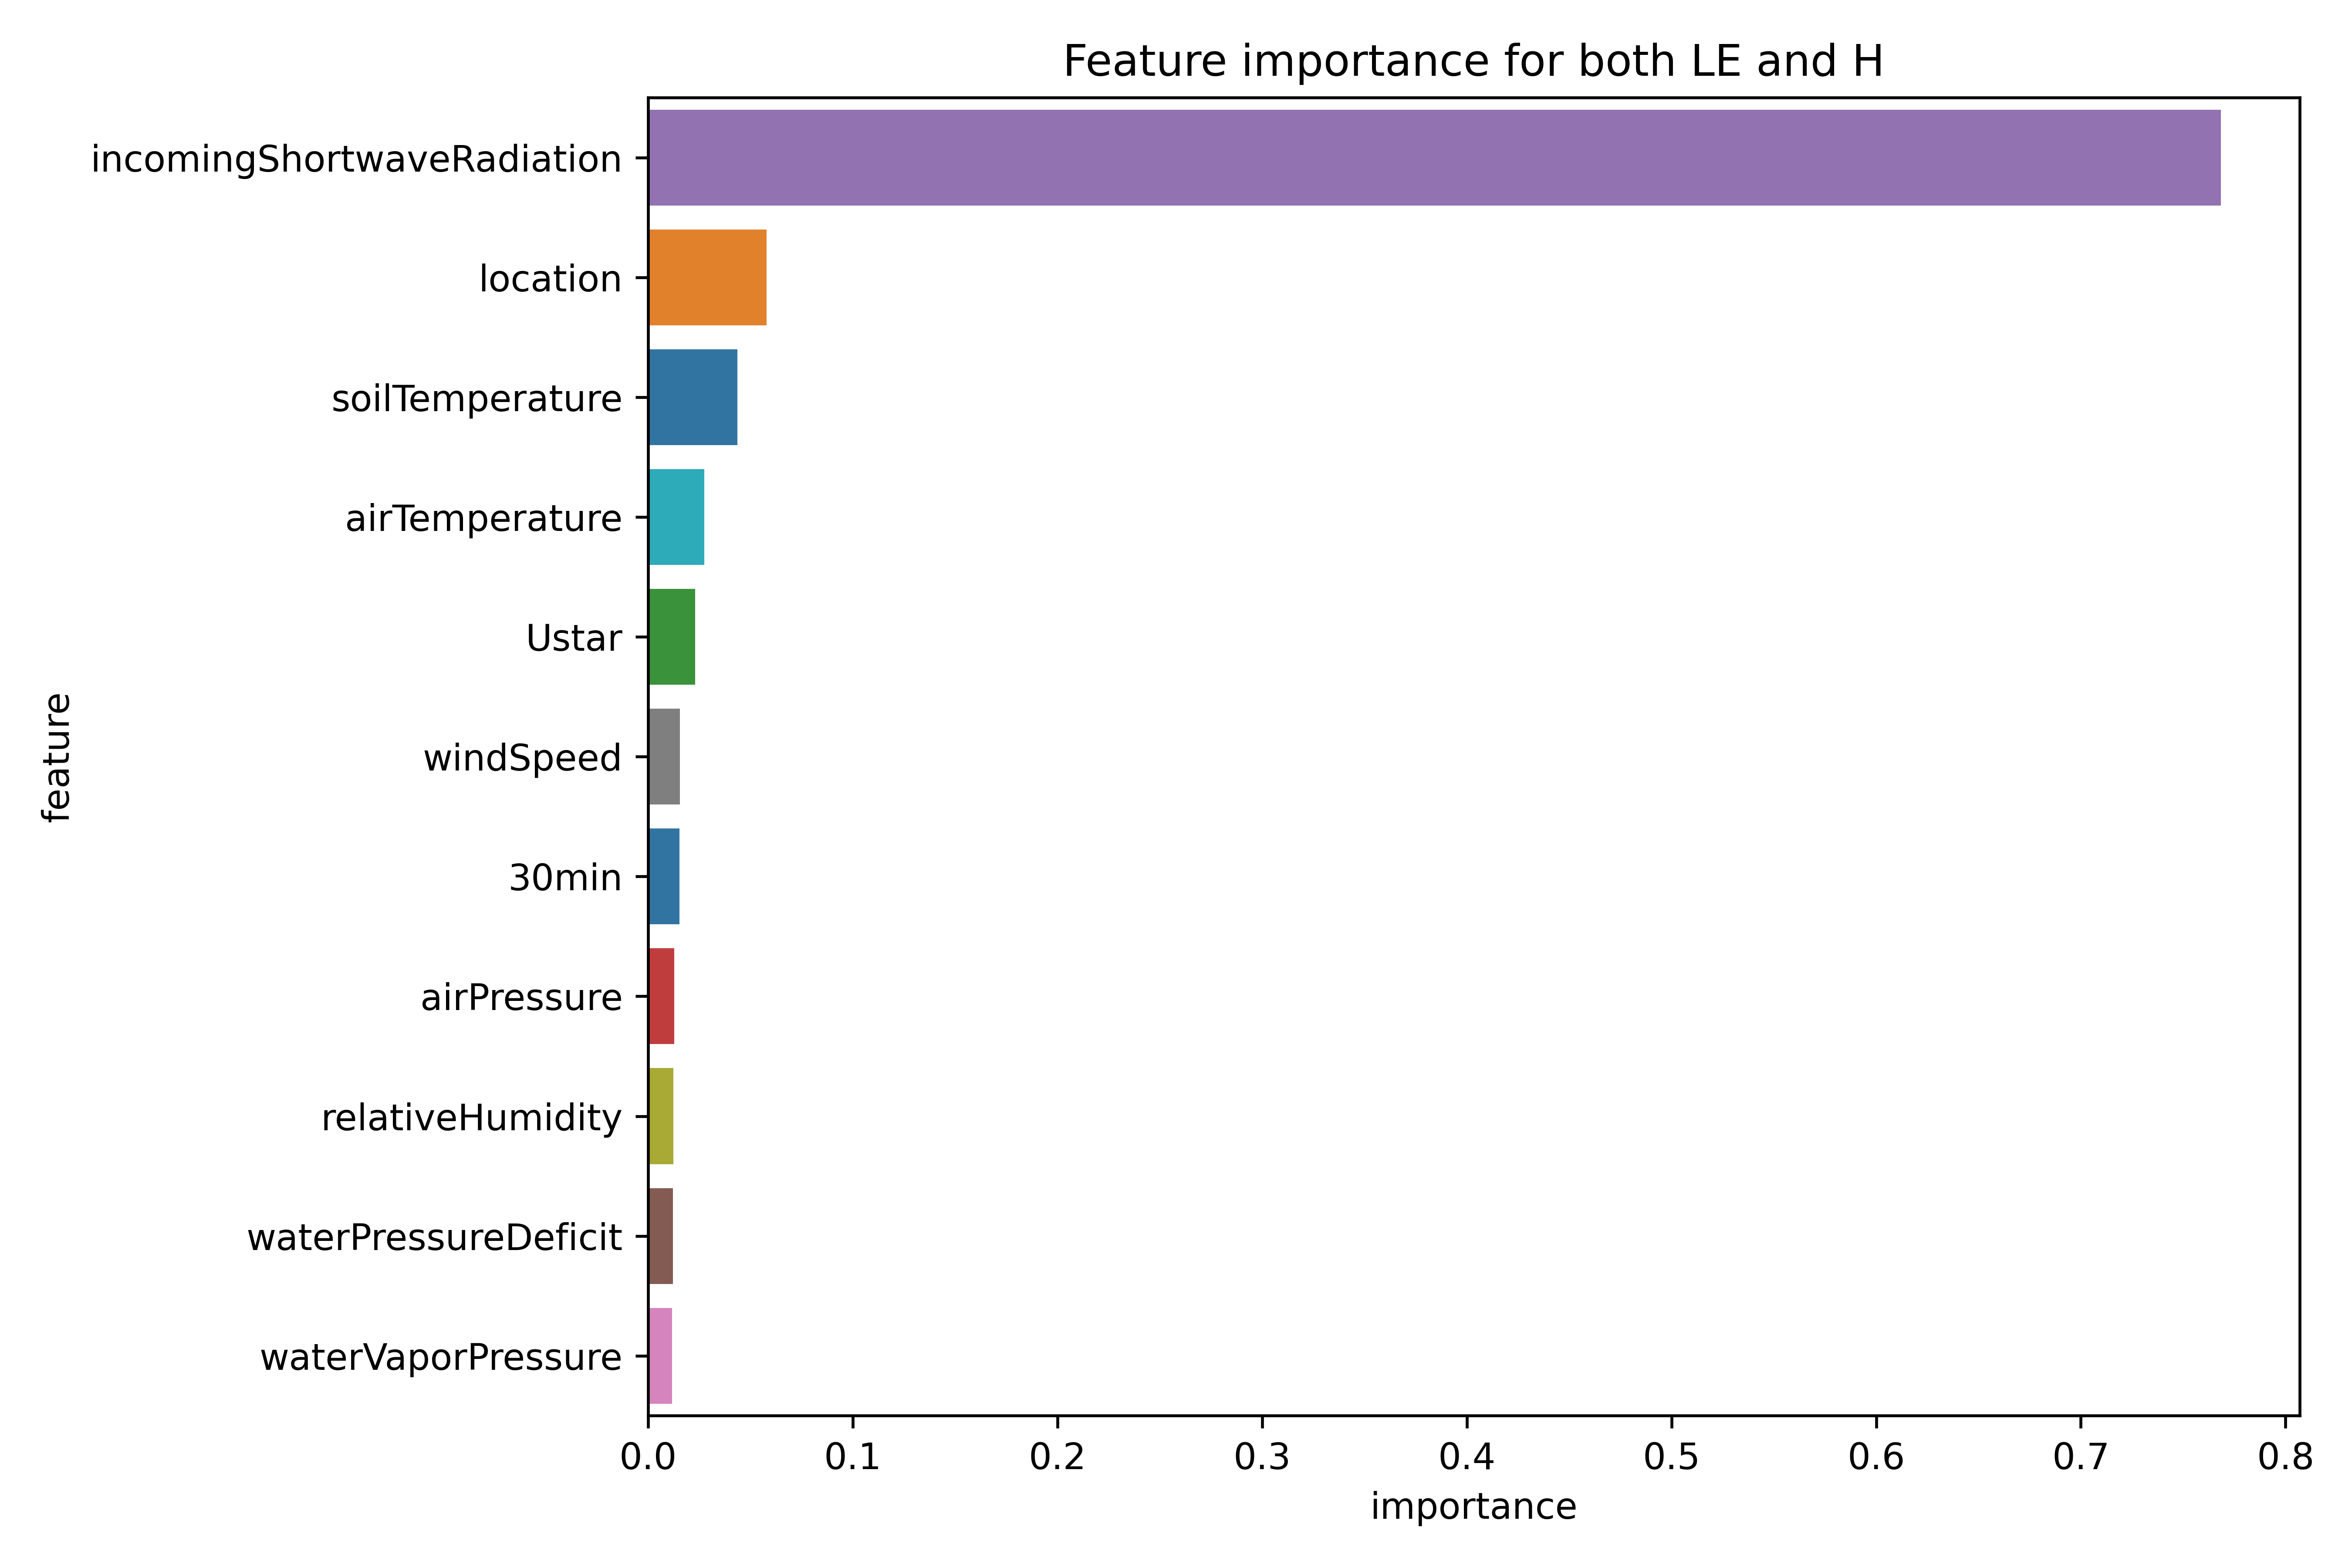 Feature importance for both LE and H
incomingShortwaveRadiation
location
soilTemperature
airTemperature
Ustar
windSpeed
30min
airPressure
relativeHumidity
waterPressureDeficit
waterVaporPressure
feature
0.0 0.1 0.2 0.3 0.4 0.5 0.6 0.7 0.8
importance